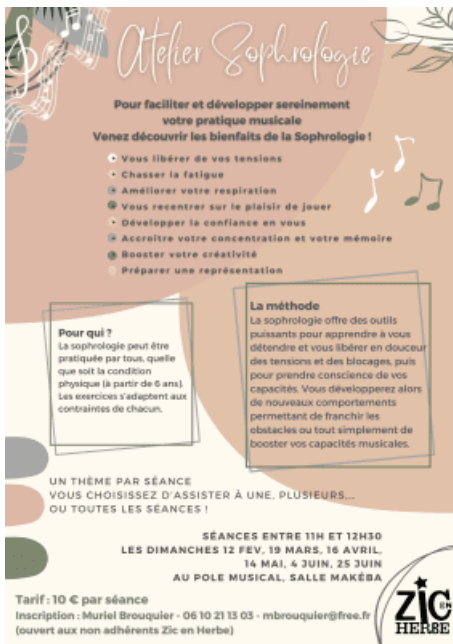 Atelier Sophrologie
Pour faciliter et développer sereinement
votre pratique musicale
Venez découvrir les bienfaits de la Sophrologie !
Vous libérer de vos tensions
Chasser la fatigue
Améliorer votre respiration
Vous recentrer sur le plaisir de jouer
Développer la confiance en vous
Accroître votre concentration et votre mémoire
Booster votre créativité
Préparer une représentation
Pour qui ?
La sophrologie peut être
pratiquée par tous, quelle
que soit la condition
physique (à partir de 6 ans).
Les exercices s'adaptent aux
contraintes de chacun.
La méthode
La sophrologie offre des outils
puissants pour apprendre à vous
détendre et vous libérer en douceur
des tensions et des blocages, puis
pour prendre conscience de vos
capacités. Vous développerez alors
de nouveaux comportements
permettant de franchir les
obstacles ou tout simplement de
booster vos capacités musicales.
UN THÈME PAR SÉANCE
VOUS CHOISISSEZ D'ASSISTER À UNE, PLUSIEURS,...
OU TOUTES LES SÉANCES !
SÉANCES ENTRE 11H ET 12H30
LES DIMANCHES 12 FEV, 19 MARS, 16 AVRIL,
14 MAI, 4 JUIN, 25 JUIN
AU POLE MUSICAL, SALLE MAKÉBA
Tarif : 10 € par séance
Inscription : Muriel Brouquier - 06 10 21 13 03 - mbrouquier@free.fr
(ouvert aux non adhérents Zic en Herbe)
ZIC EN
HERBE